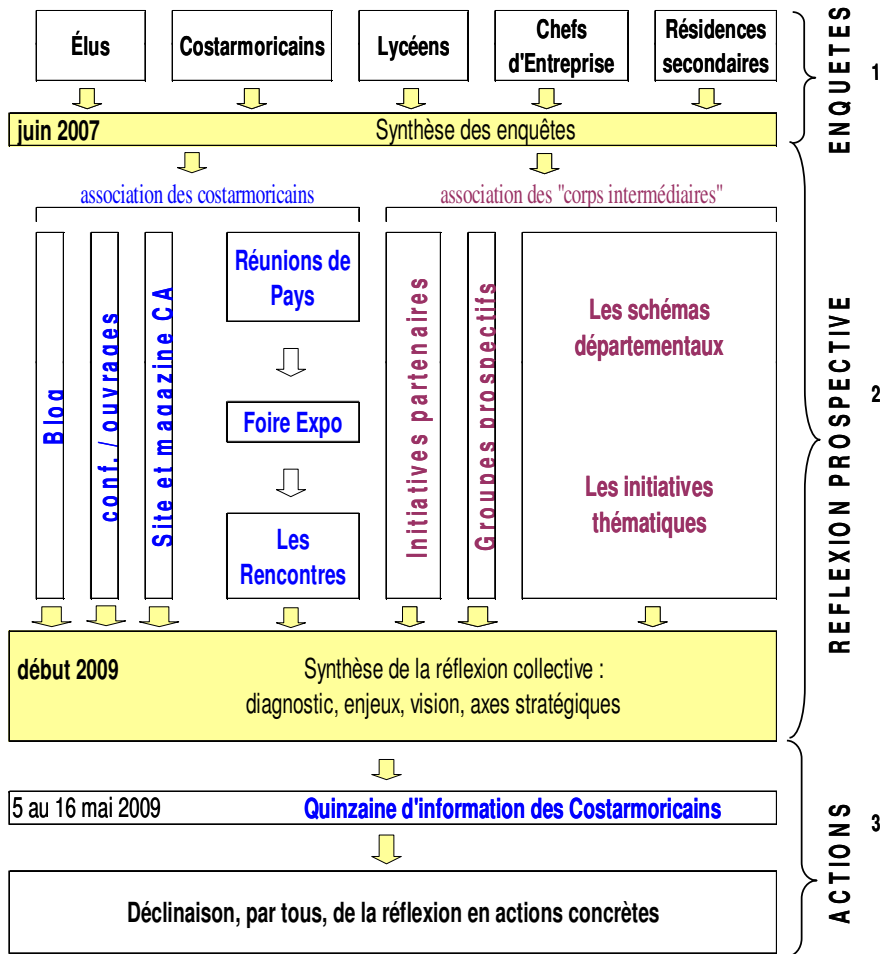 Élus
Costarmoricains
Lycéens
Chefs
d'Entreprise
Résidences
secondaires
ENQUETES
1
juin 2007 Synthèse des enquêtes
association des costarmoricains
association des "corps intermédiaires"
Blog
conf. / ouvrages
Site et magazine CA
Réunions de
Pays
Foire Expo
Les
Rencontres
Initiatives partenaires
Groupes prospectifs
Les schémas
départementaux
Les initiatives
thématiques
REFLEXION PROSPECTIVE
2
début 2009 Synthèse de la réflexion collective :
diagnostic, enjeux, vision, axes stratégiques
5 au 16 mai 2009 Quinzaine d'information des Costarmoricains
Déclinaison, par tous, de la réflexion en actions concrètes
ACTIONS
3